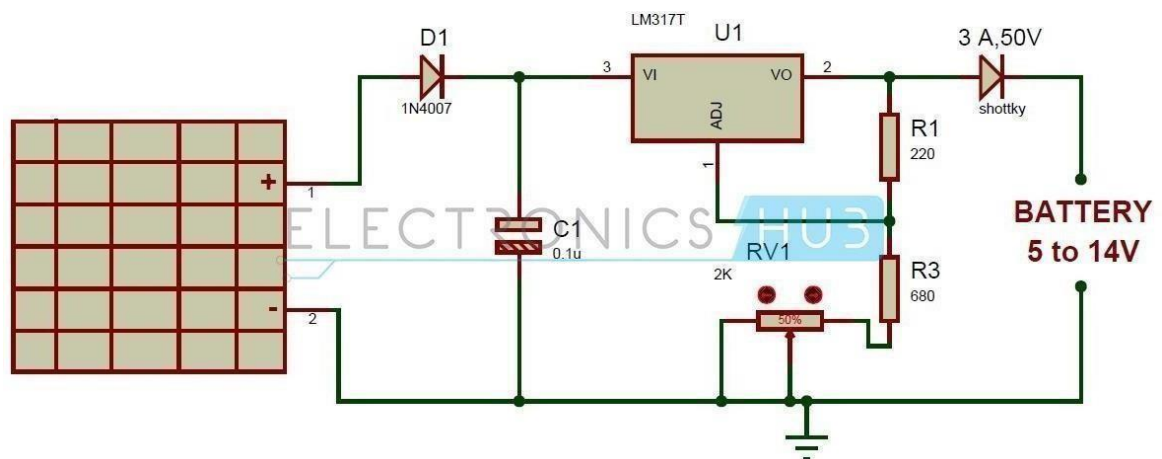 LM317T
D1
U1
3 A,50V
3
VI
VO
2
1N4007
ADJ
shottky
R1
220
+
1
1
ELECTRONICS HUB
C1
0.1u
BATTERY
5 to 14V
RV1
2K
R3
680
-
2
50%